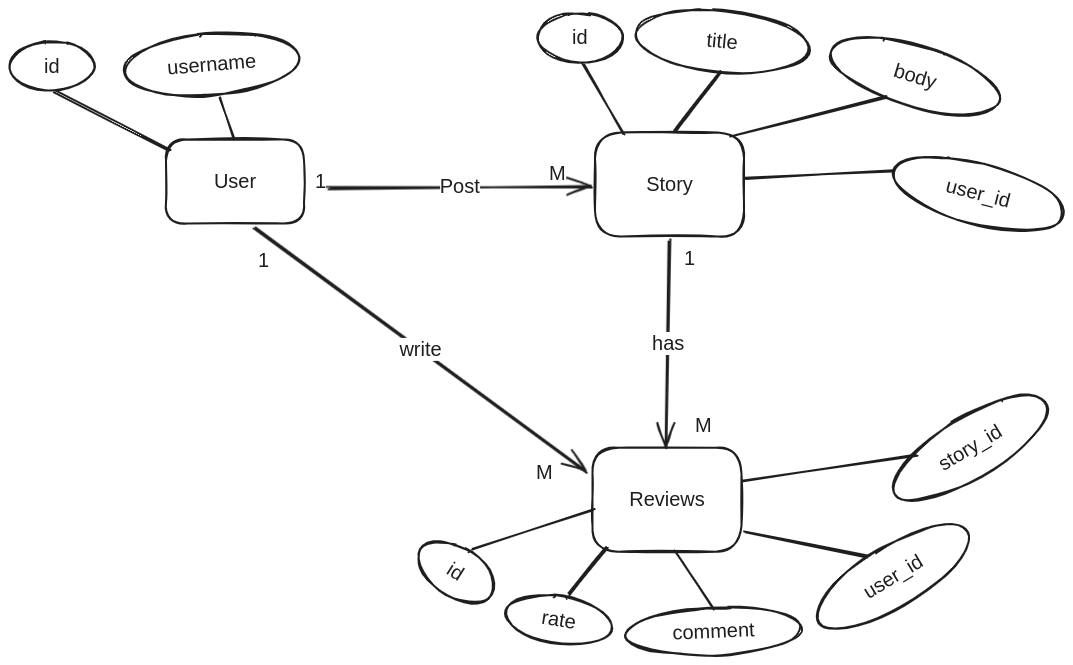 id
username
id
title
body
User
1
Post
M
Story
user_id
1
1
write
has
M
M
Reviews
story_id
id
rate
comment
user_id